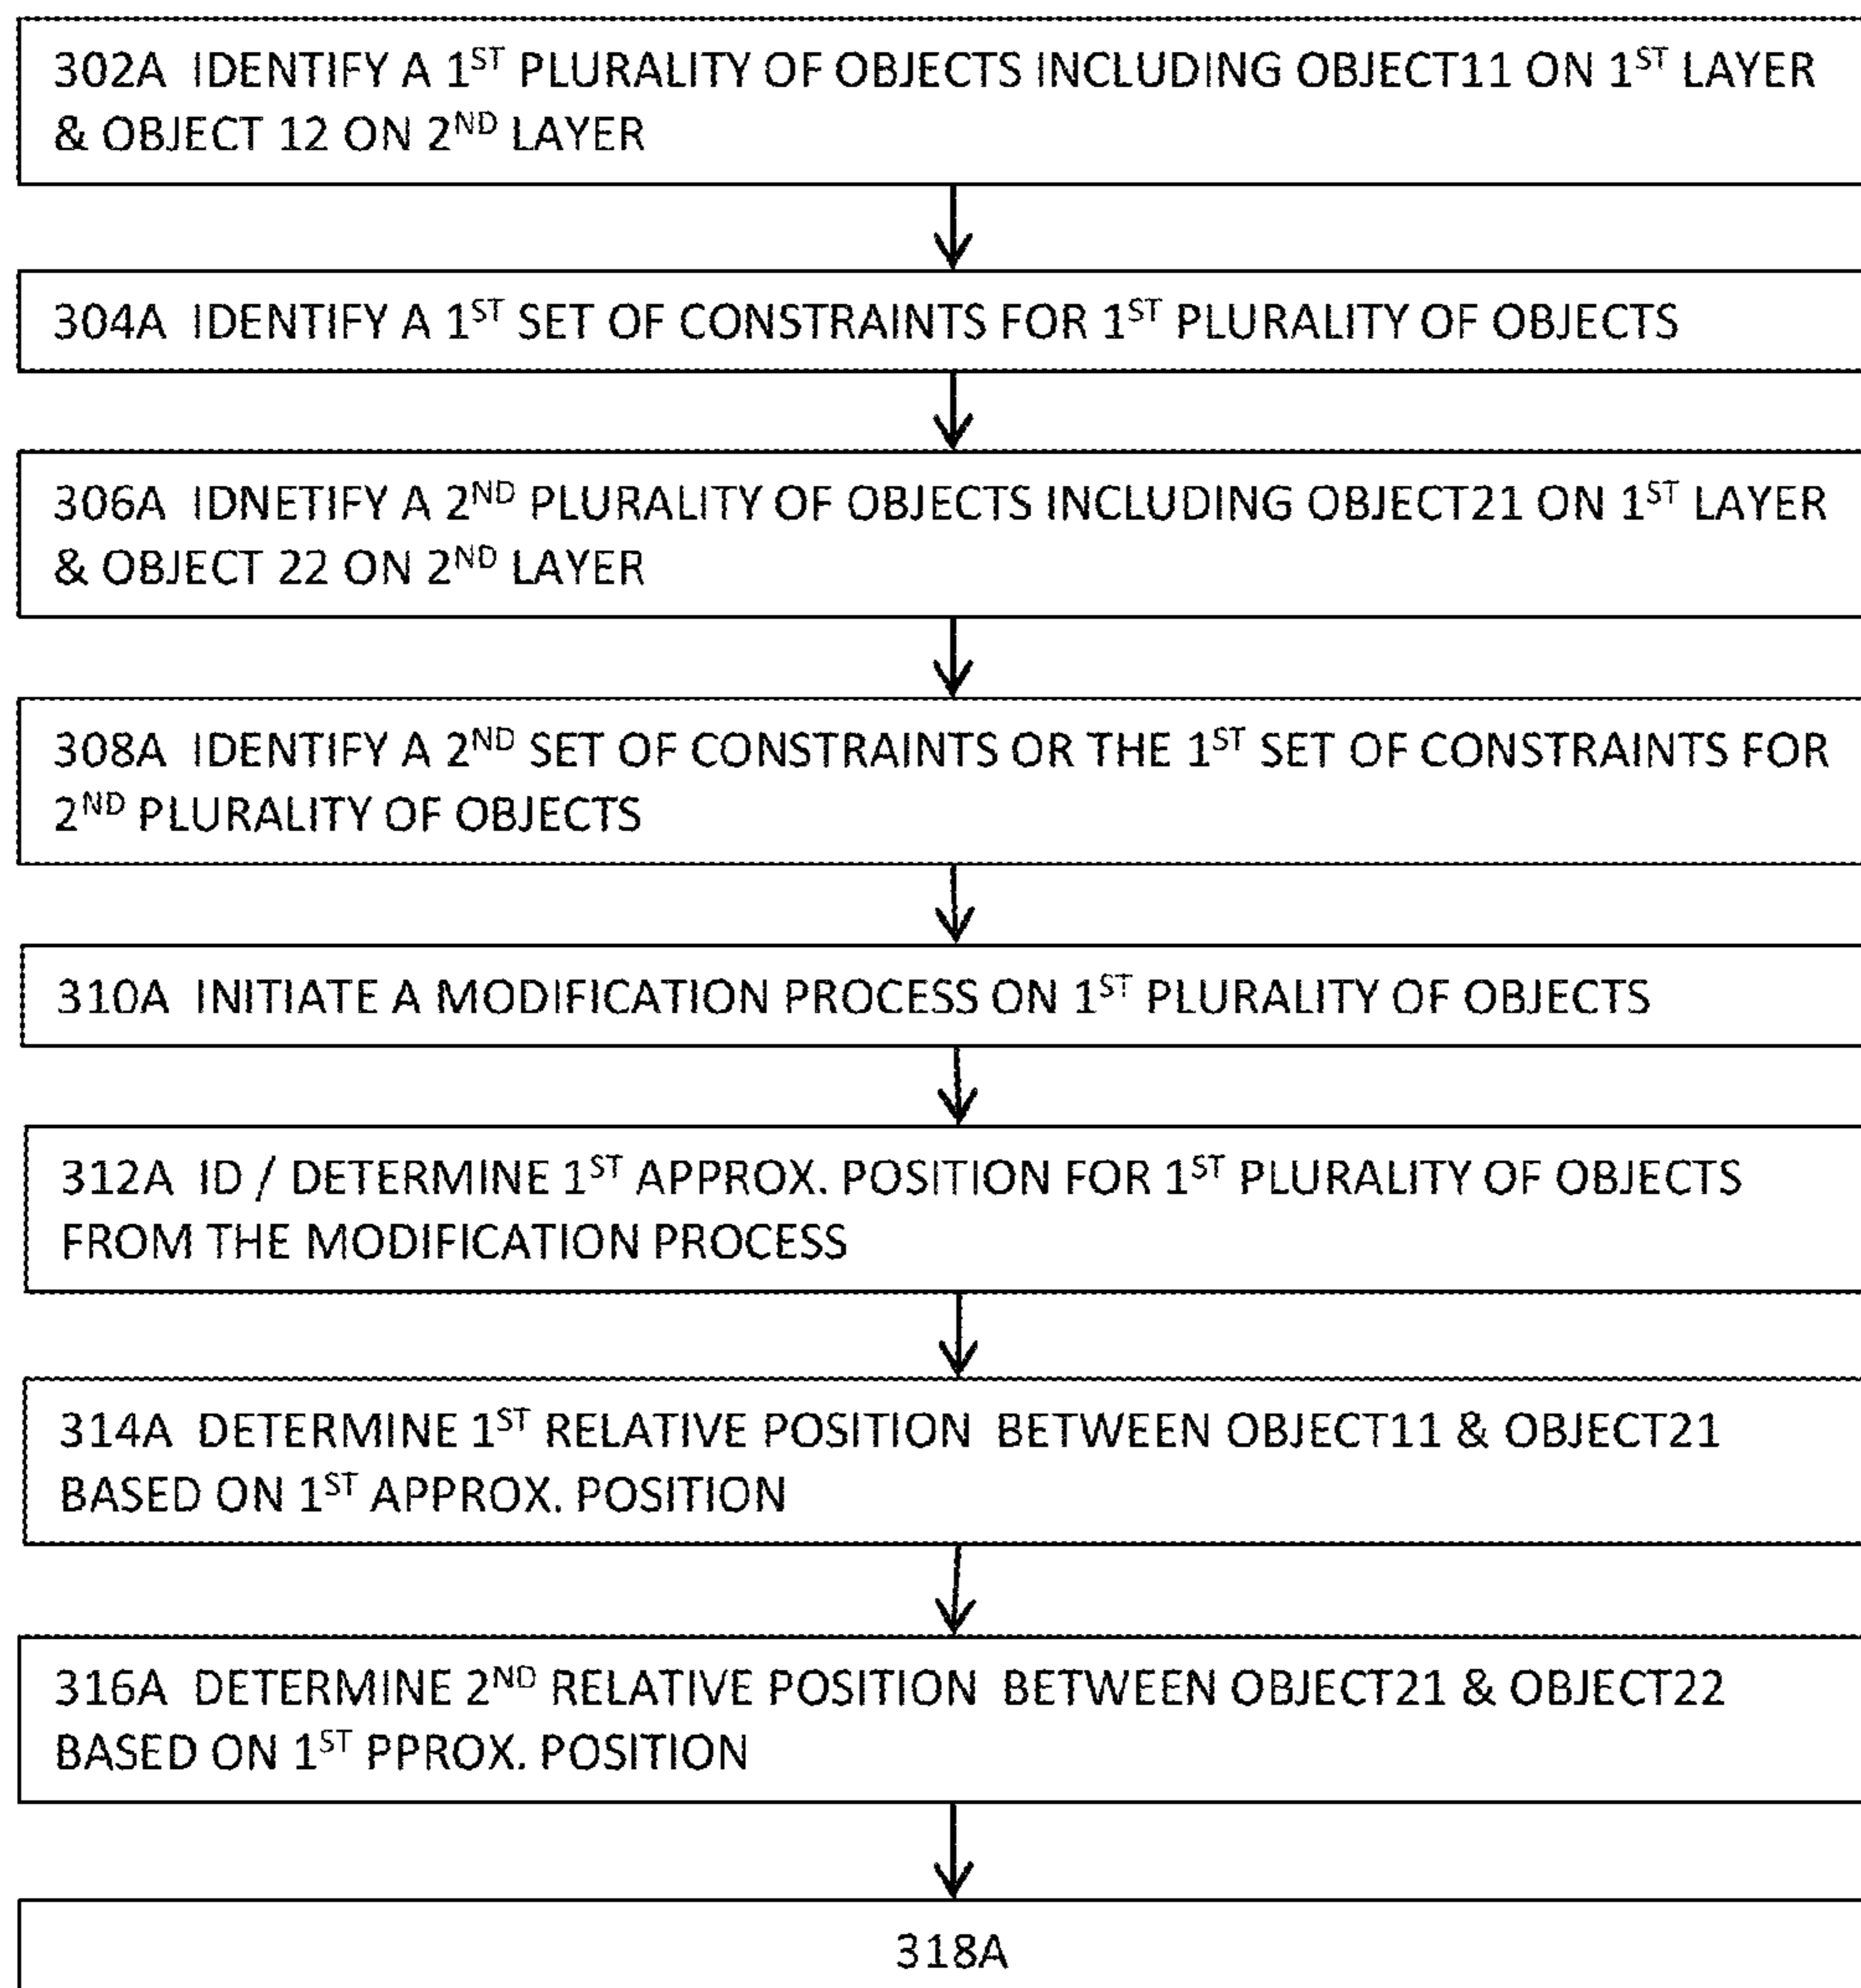 302A IDENTIFY A 1ST PLURALITY OF OBJECTS INCLUDING OBJECT11 ON 1ST LAYER
& OBJECT 12 ON 2ND LAYER
304A IDENTIFY A 1ST SET OF CONSTRAINTS FOR 1ST PLURALITY OF OBJECTS
306A IDNETIFY A 2ND PLURALITY OF OBJECTS INCLUDING OBJECT21 ON 1ST LAYER
& OBJECT 22 ON 2ND LAYER
308A IDENTIFY A 2ND SET OF CONSTRAINTS OR THE 1ST SET OF CONSTRAINTS FOR
2ND PLURALITY OF OBJECTS
310A INITIATE A MODIFICATION PROCESS ON 1ST PLURALITY OF OBJECTS
312A ID / DETERMINE 1ST APPROX. POSITION FOR 1ST PLURALITY OF OBJECTS
FROM THE MODIFICATION PROCESS
314A DETERMINE 1ST RELATIVE POSITION BETWEEN OBJECT11 & OBJECT21
BASED ON 1ST APPROX. POSITION
316A DETERMINE 2ND RELATIVE POSITION BETWEEN OBJECT21 & OBJECT22
BASED ON 1ST PPROX. POSITION
318A